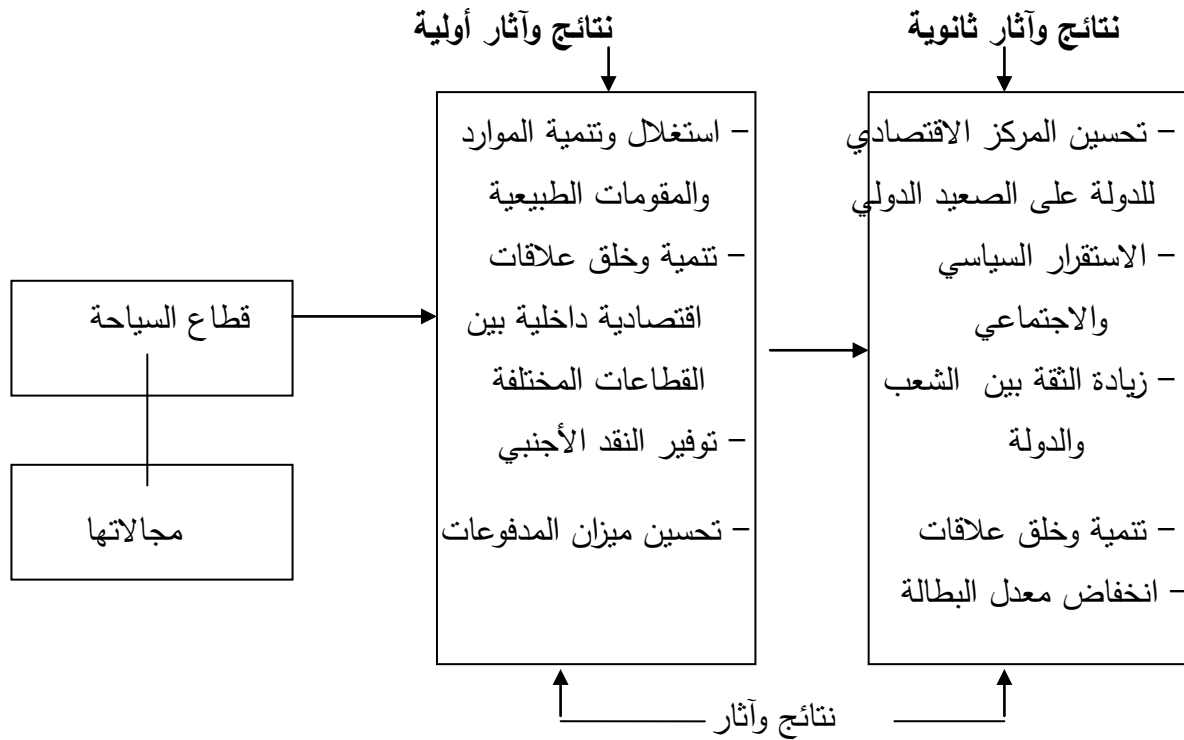 نتائج وآثار ثانوية
نتائج وآثار أولية
– تحسين المركز الاقتصادي
للدولة على الصعيد الدولي
– الاستقرار السياسي
والاجتماعي
– زيادة الثقة بين الشعب
والدولة
– تنمية وخلق علاقات
– انخفاض معدل البطالة
– استغلال وتنمية الموارد
والمقومات الطبيعية
– تنمية وخلق علاقات
اقتصادية داخلية بين
القطاعات المختلفة
– توفير النقد الأجنبي
– تحسين ميزان المدفوعات
قطاع السياحة
مجالاتها
نتائج وآثار